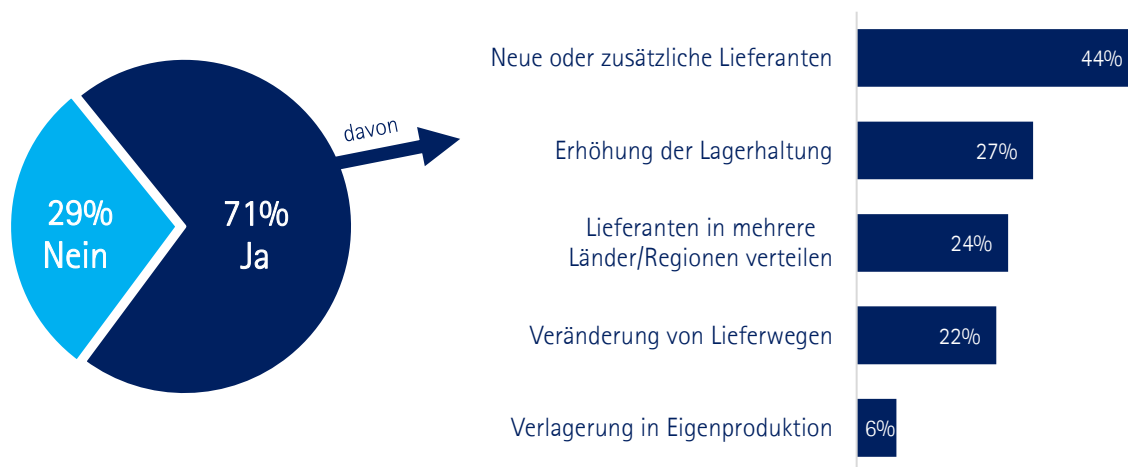 29%
Nein
71%
Ja
davon
Neue oder zusätzliche Lieferanten
44%
Erhöhung der Lagerhaltung
27%
Lieferanten in mehrere
Länder/Regionen verteilen
24%
Veränderung von Lieferwegen
22%
Verlagerung in Eigenproduktion
6%